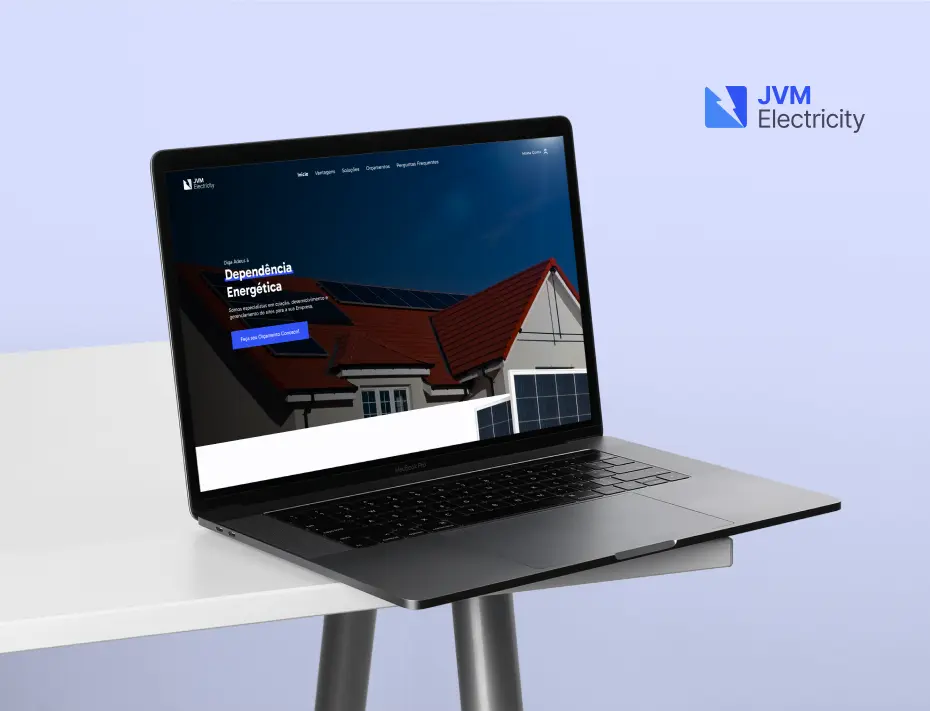 JVM
Electricity
JVM
Electricity
Início Vantagens Soluções Orçamentos Perguntas Frequentes
Minha Conta
Diga Adeus à
Dependência
Energética
Somos especialistas em criação, desenvolvimento e
gerenciamento de sites para a sua Empresa.
Faça seu Orçamento Conosco!
MacBook Pro